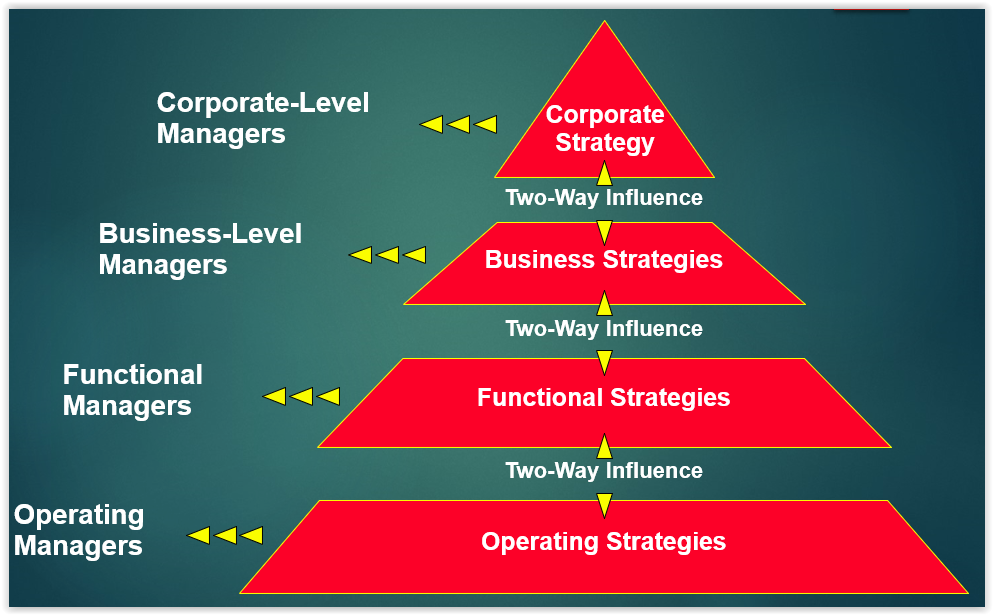 Corporate-Level
Managers
Corporate
Strategy
Two-Way Influence
Business-Level
Managers
Business Strategies
Two-Way Influence
Functional
Managers
Functional Strategies
Two-Way Influence
Operating
Managers
Operating Strategies